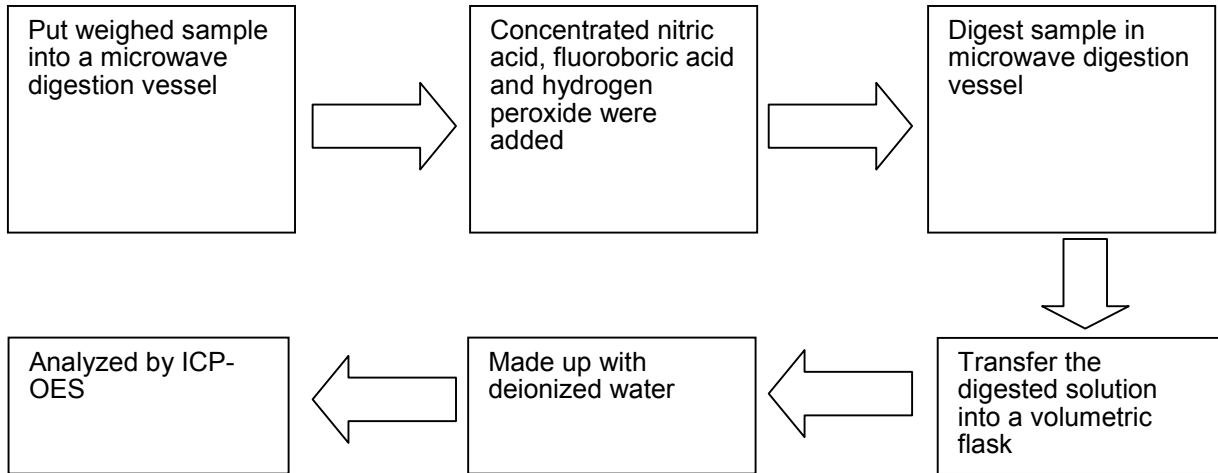 Put weighed sample
into a microwave
digestion vessel
Concentrated nitric
acid, fluoroboric acid
and hydrogen
peroxide were
added
Digest sample in
microwave digestion
vessel
Transfer the
digested solution
into a volumetric
flask
Made up with
deionized water
Analyzed by ICP-
OES